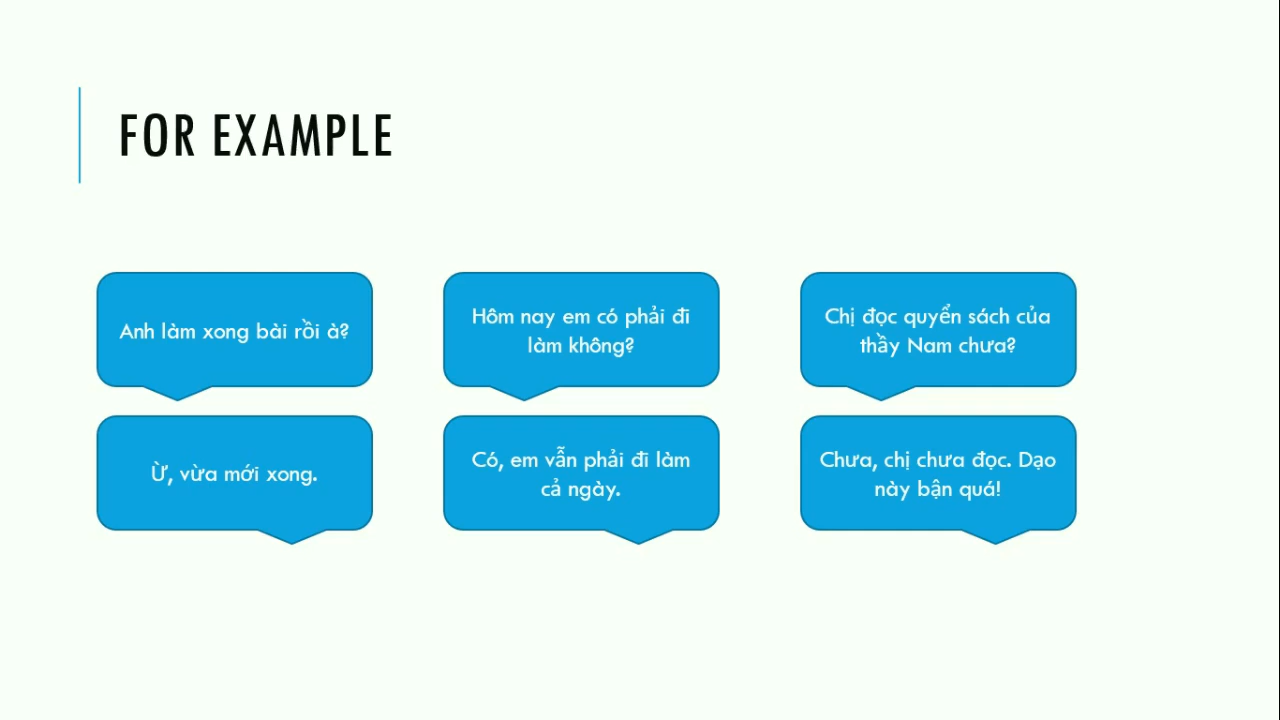 FOR EXAMPLE
Anh làm xong bài rồi à?
Ừ, vừa mới xong.
Hôm nay em có phải đi
làm không?
Có, em vẫn phải đi làm
cả ngày.
Chị đọc quyển sách của
thầy Nam chưa?
Chưa, chị chưa đọc. Dạo
này bận quá!